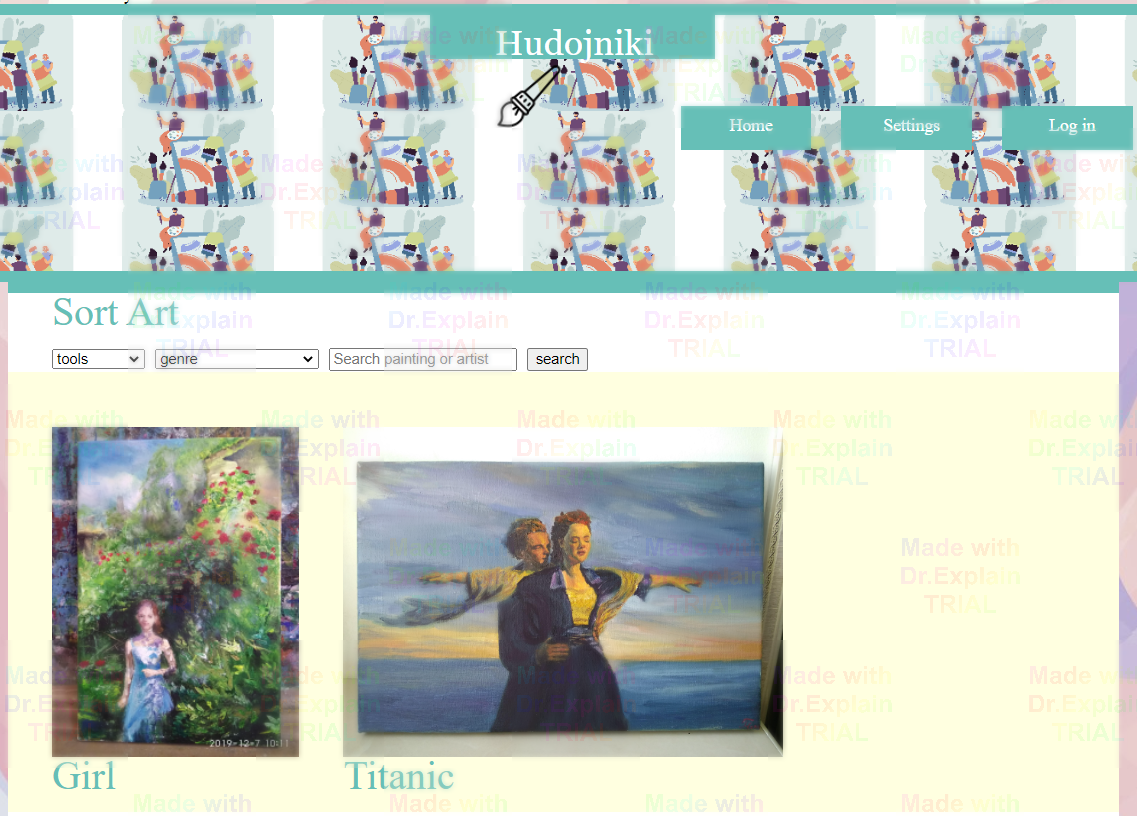 Hudojniki
Home
Settings
Log in
Sort Art
tools
genre
Search painting or artist
search
2019-12-7 10:11
Girl
Titanic
Made with
Dr.Explain
TRIAL